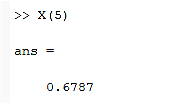 >> X(5)
ans =
0.6787